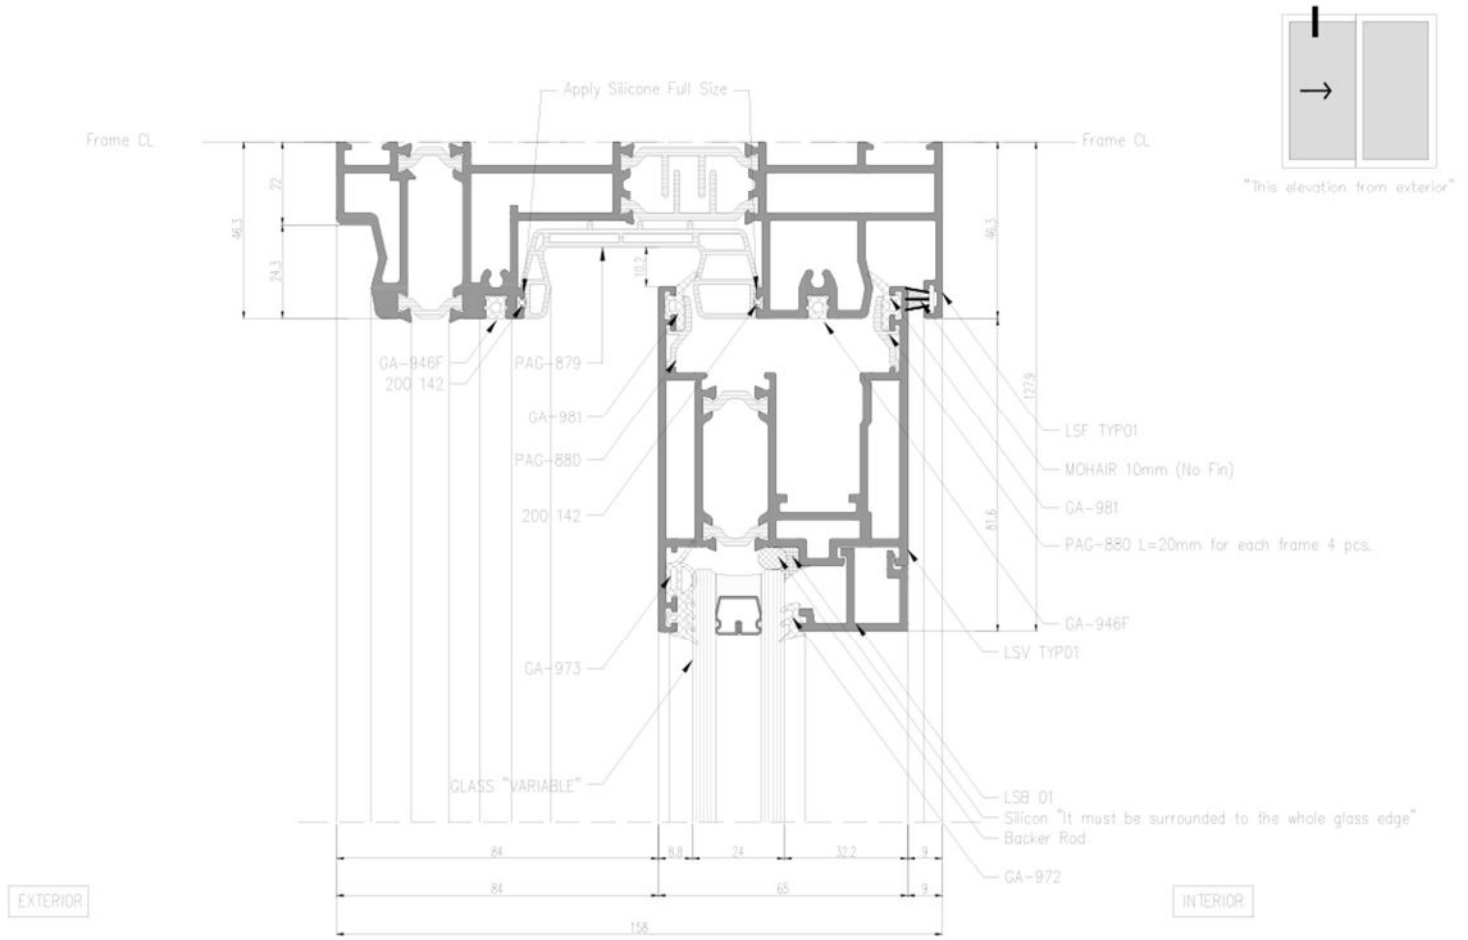 Apply Silicone Full Size
Frame CL
Frame CL
"This elevation from exterior"
22
46,3
24,3
10,2
46,3
GA-946F
PAG-879
200 142
127,9
GA-981
LSF TYP01
PAG-880
MOHAIR 10mm (No Fin)
GA-981
200 142
81,6
PAG-880 L=20mm for each frame 4 pcs.
GA-946F
LSV TYP01
GA-973
GLASS "VARIABLE"
LSB 01
Silicon "It must be surrounded to the whole glass edge"
Backer Rod
84
8.8
24
32.2
9
GA-972
84
65
9
EXTERIOR
INTERIOR
158